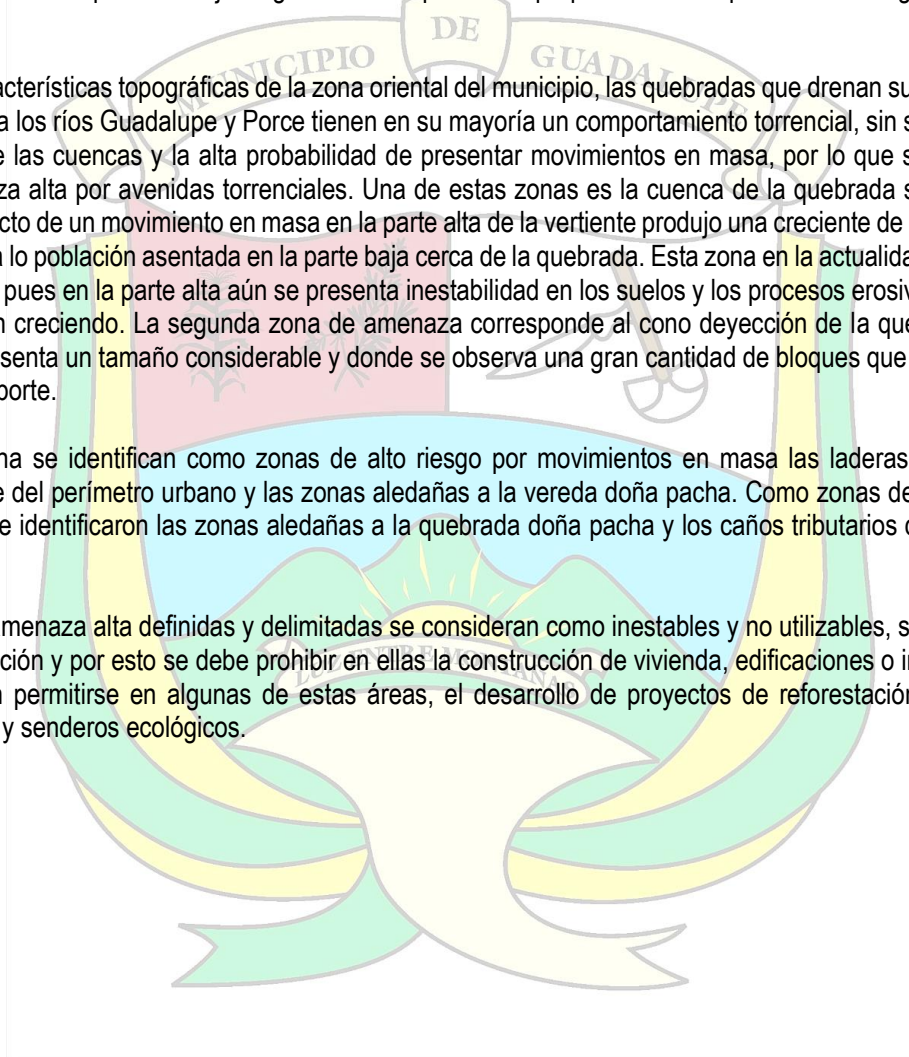 MUNICIPIO DE GUADALUPE
acterísticas topográficas de la zona oriental del municipio, las quebradas que drenan su
a los ríos Guadalupe y Porce tienen en su mayoría un comportamiento torrencial, sin s
e las cuencas y la alta probabilidad de presentar movimientos en masa, por lo que s
za alta por avenidas torrenciales. Una de estas zonas es la cuenca de la quebrada s
cto de un movimiento en masa en la parte alta de la vertiente produjo una creciente de
a lo población asentada en la parte baja cerca de la quebrada. Esta zona en la actualida
pues en la parte alta aún se presenta inestabilidad en los suelos y los procesos erosiv
n creciendo. La segunda zona de amenaza corresponde al cono deyección de la que
senta un tamaño considerable y donde se observa una gran cantidad de bloques que
porte.
na se identifican como zonas de alto riesgo por movimientos en masa las laderas
e del perímetro urbano y las zonas aledañas a la vereda doña pacha. Como zonas de
e identificaron las zonas aledañas a la quebrada doña pacha y los caños tributarios
menaza alta definidas y delimitadas se consideran como inestables y no utilizables, s
ción y por esto se debe prohibir en ellas la construcción de vivienda, edificaciones o i
n permitirse en algunas de estas áreas, el desarrollo de proyectos de reforestación
y senderos ecológicos.
LUZ ENTRE MONTAÑAS